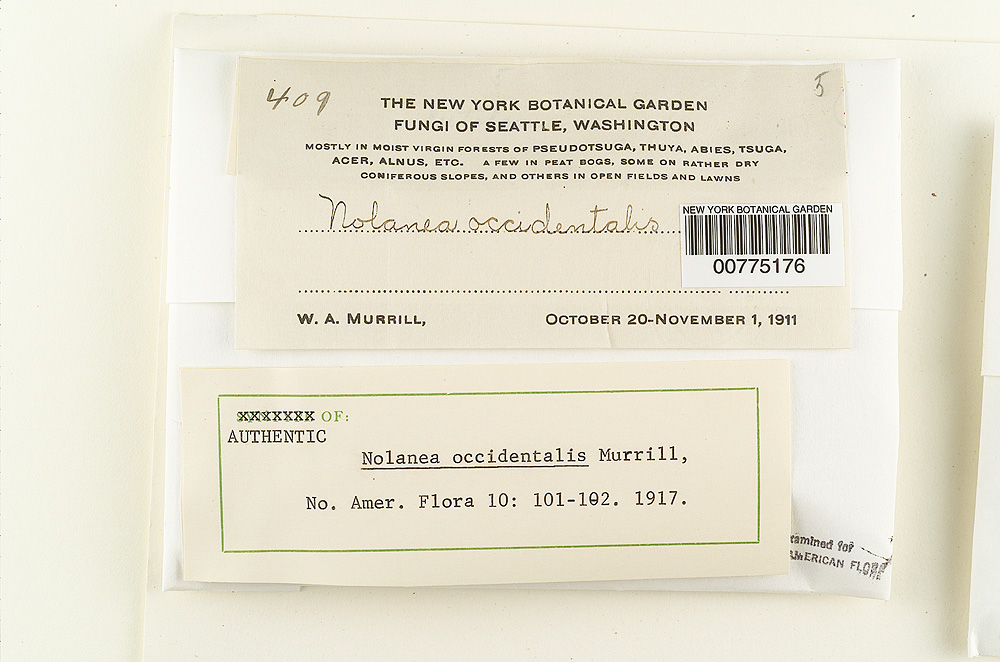 409
5
THE NEW YORK BOTANICAL GARDEN
FUNGI OF SEATTLE, WASHINGTON
MOSTLY IN MOIST VIRGIN FORESTS OF PSEUDOTSUGA, THUYA, ABIES, TSUGA,
ACER, ALNUS, ETC. A FEW IN PEAT BOGS, SOME ON RATHER DRY
CONIFEROUS SLOPES, AND OTHERS IN OPEN FIELDS AND LAWNS
Nolanea occidentalis
NEW YORK BOTANICAL GARDEN
00775176
W. A. MURRILL, OCTOBER 20-NOVEMBER 1, 1911
XXXXXXX OF:
AUTHENTIC
Nolanea occidentalis Murrill,
No. Amer. Flora 10: 101-102. 1917.
xamined for
AMERICAN FLORA